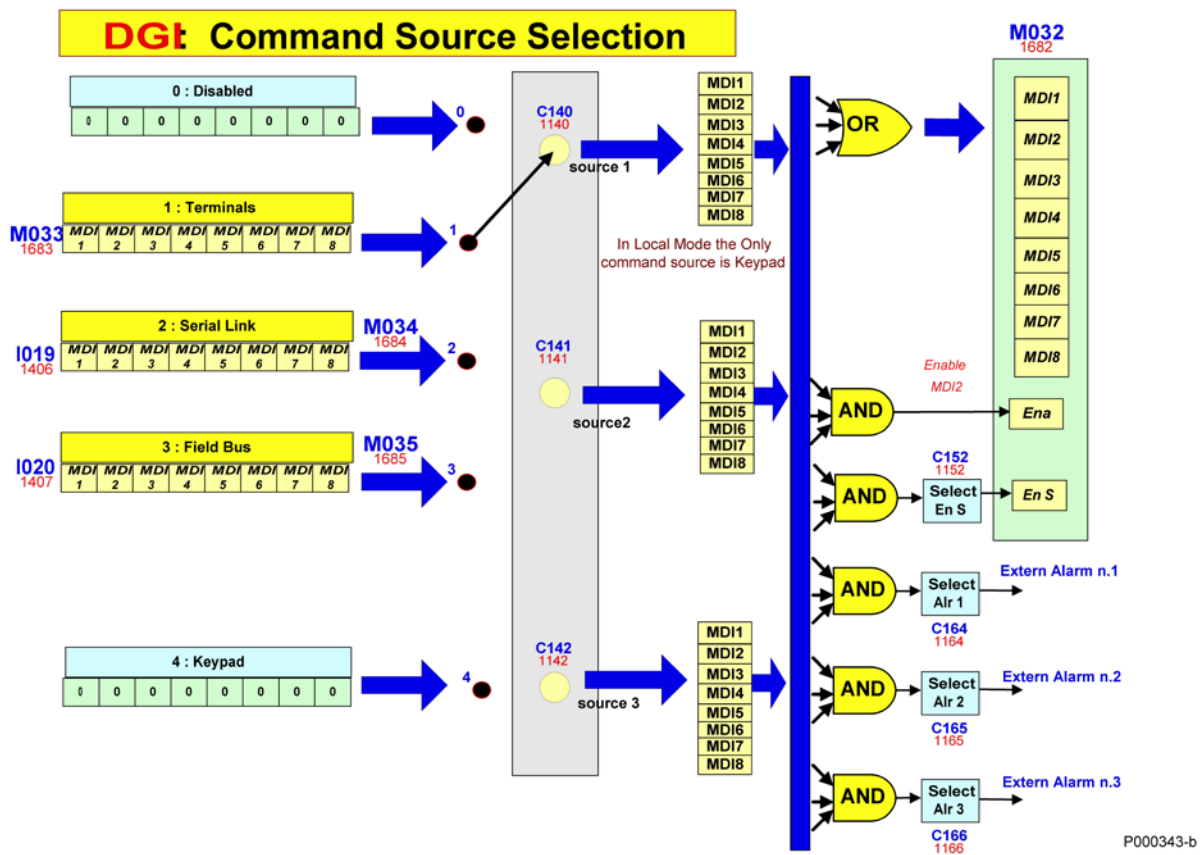 DGI: Command Source Selection
0 : Disabled
0 0 0 0 0 0 0 0
0
1 : Terminals
M033
1683
MDI 1 MDI 2 MDI 3 MDI 4 MDI 5 MDI 6 MDI 7 MDI 8
1
2 : Serial Link
I019
1406
MDI 1 MDI 2 MDI 3 MDI 4 MDI 5 MDI 6 MDI 7 MDI 8
M034
1684
2
3 : Field Bus
I020
1407
MDI 1 MDI 2 MDI 3 MDI 4 MDI 5 MDI 6 MDI 7 MDI 8
M035
1685
3
4 : Keypad
0 0 0 0 0 0 0 0
4
C140
1140
source 1
C141
1141
source2
C142
1142
source 3
MDI1
MDI2
MDI3
MDI4
MDI5
MDI6
MDI7
MDI8
In Local Mode the Only
command source is Keypad
MDI1
MDI2
MDI3
MDI4
MDI5
MDI6
MDI7
MDI8
MDI1
MDI2
MDI3
MDI4
MDI5
MDI6
MDI7
MDI8
OR
M032
1682
MDI1
MDI2
MDI3
MDI4
MDI5
MDI6
MDI7
MDI8
AND
Enable
MDI2
Ena
AND
C152
1152
Select
En S
En S
AND
Select
Alr 1
C164
1164
Extern Alarm n.1
AND
Select
Alr 2
C165
1165
Extern Alarm n.2
AND
Select
Alr 3
C166
1166
Extern Alarm n.3
P000343-b